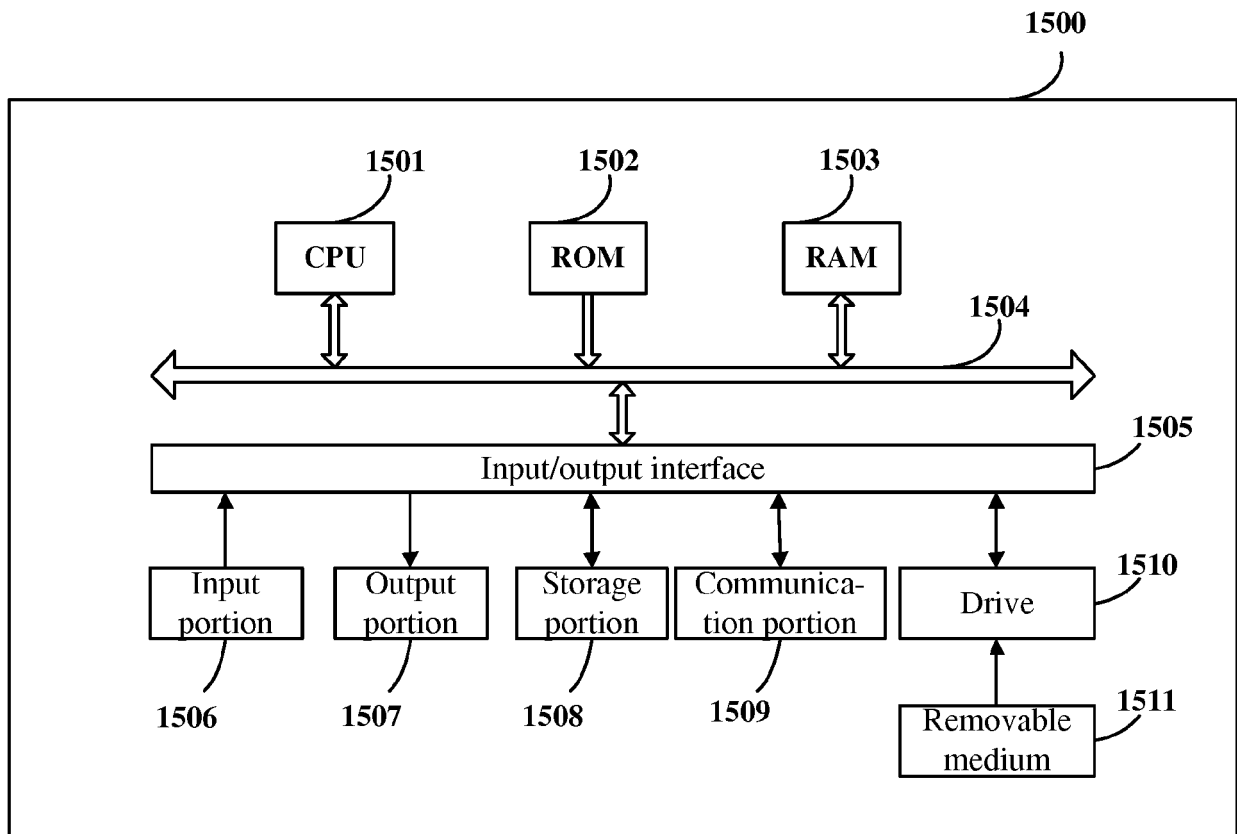 1500
1501
1502
1503
CPU
ROM
RAM
1504
1505
Input/output interface
Input
portion
Output
portion
Storage
portion
Communica-
tion portion
Drive
1510
1506
1507
1508
1509
Removable
medium
1511